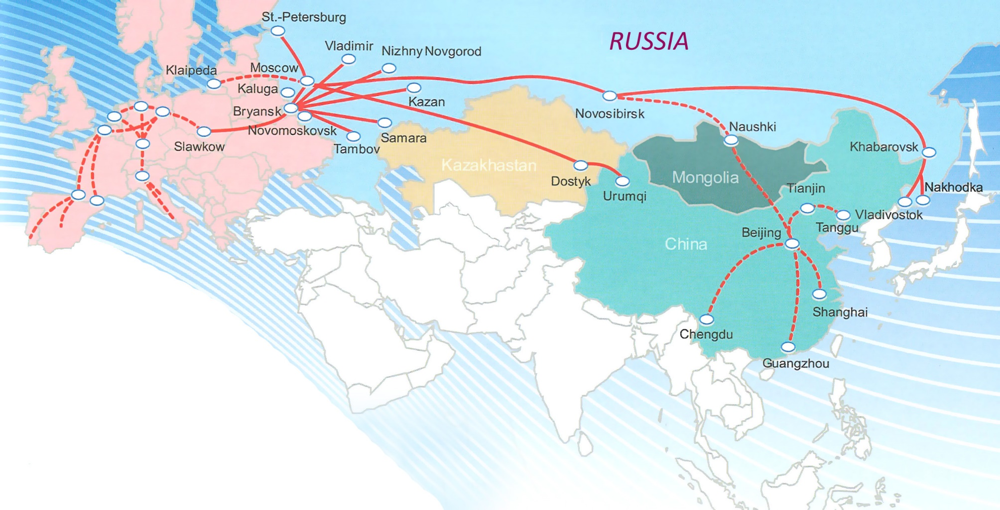 St.-Petersburg
RUSSIA
Vladimir
Nizhny Novgorod
Klaipeda
Moscow
Kaluga
Kazan
Bryansk
Novosibirsk
Novomoskovsk
Naushki
Samara
Slawkow
Tambov
Khabarovsk
Kazakhastan
Mongolia
Dostyk
Urumqi
Tianjin
Nakhodka
Vladivostok
Tanggu
Beijing
China
Shanghai
Chengdu
Guangzhou